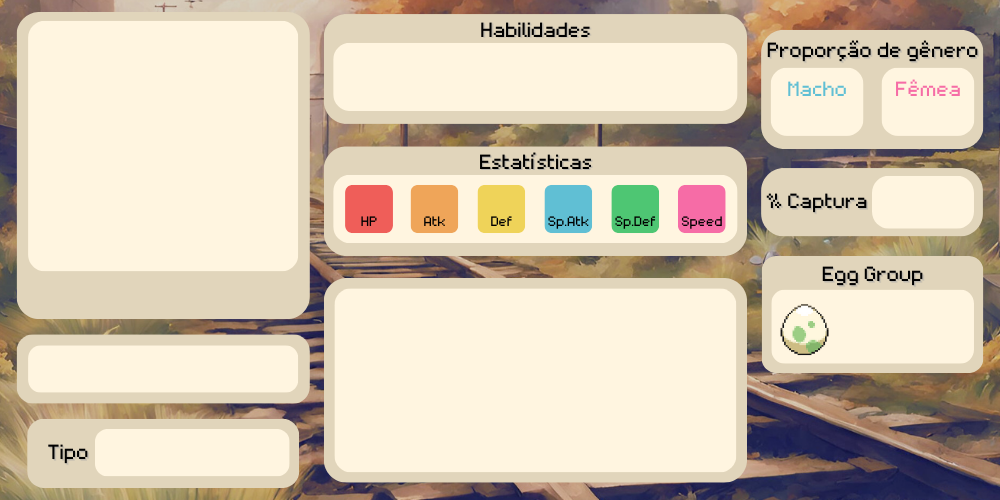 Habilidades
Proporção de gênero
Macho
Fêmea
Estatísticas
HP
Atk
Def
Sp.Atk
Sp.Def
Speed
% Captura
Egg Group
Tipo